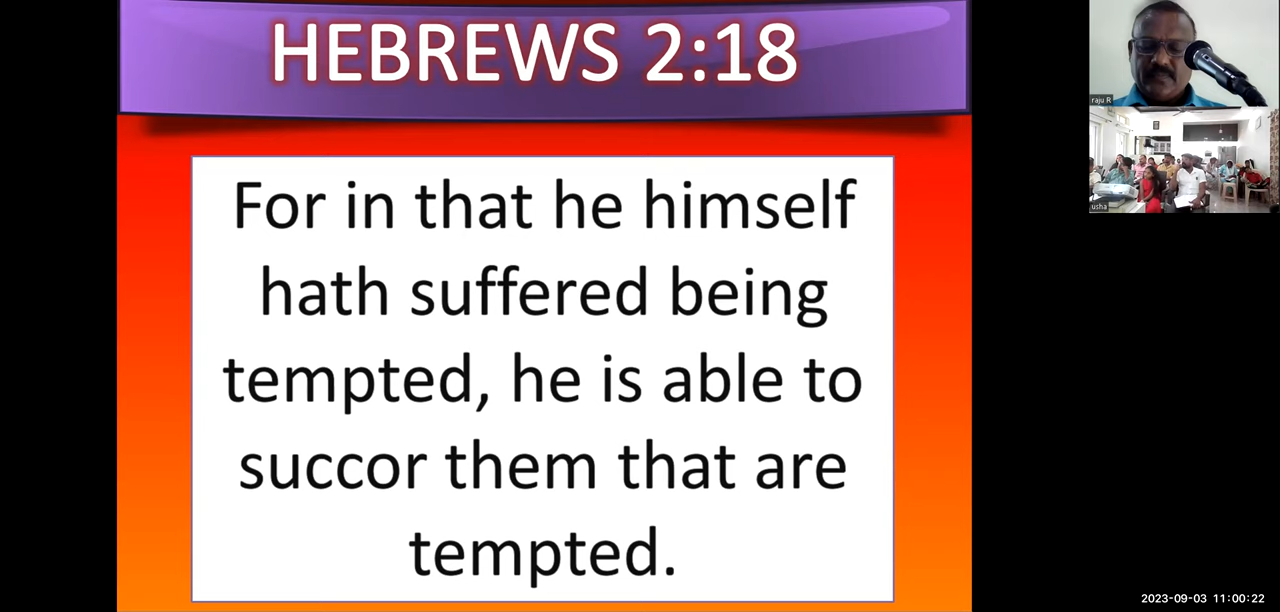 HEBREWS 2:18
For in that he himself
hath suffered being
tempted, he is able to
succor them that are
tempted.
raju R
usha
2023-09-03 11:00:22